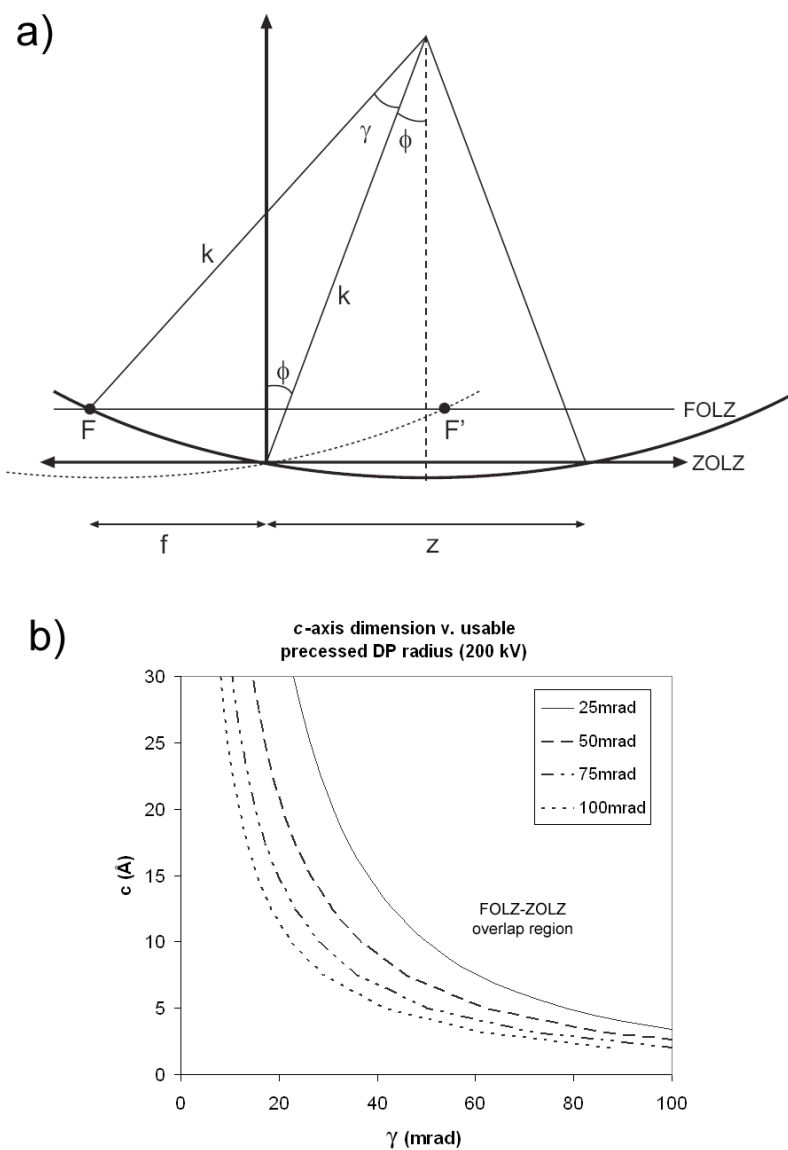 a)
γ
ϕ
k
k
ϕ
F
F'
FOLZ
ZOLZ
f
z
b)
c-axis dimension v. usable
precessed DP radius (200 kV)
30
25
20
15
10
5
0
c (Å)
25mrad
50mrad
75mrad
100mrad
FOLZ-ZOLZ
overlap region
0
20
40
60
80
100
γ (mrad)